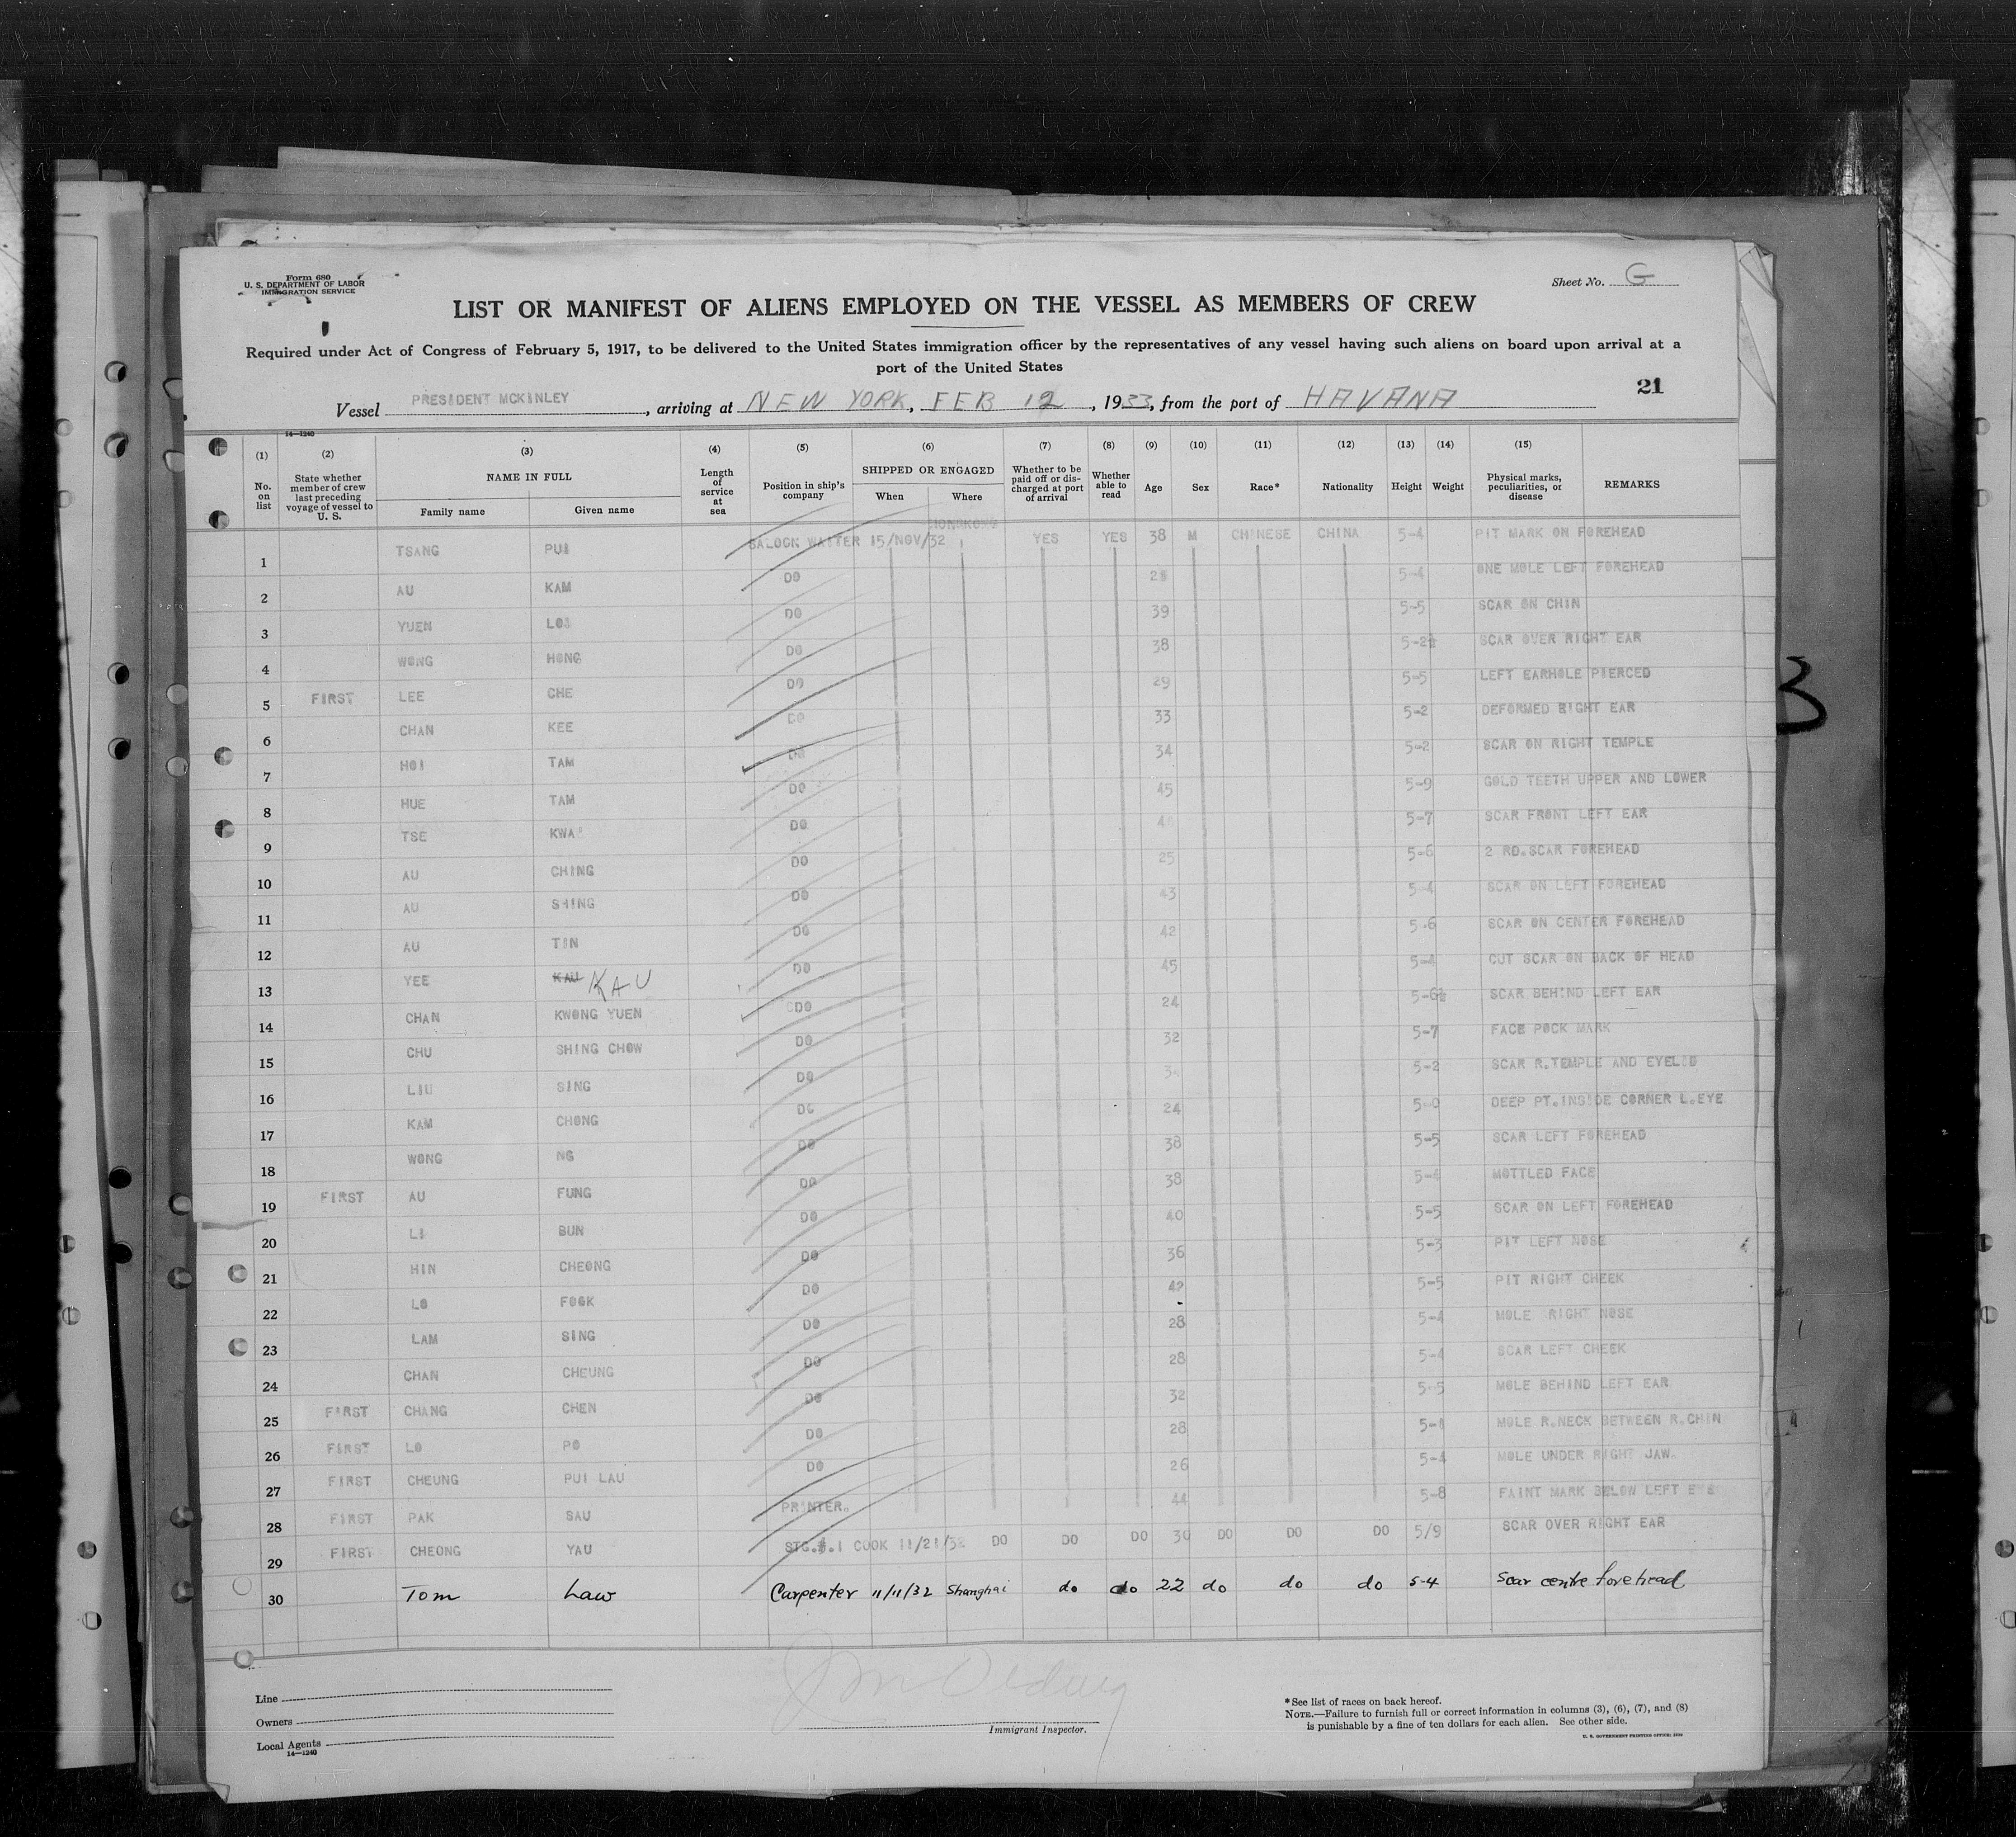 Form 680
U. S. DEPARTMENT OF LABOR
IMMIGRATION SERVICE
Sheet No. G
LIST OR MANIFEST OF ALIENS EMPLOYED ON THE VESSEL AS MEMBERS OF CREW
Required under Act of Congress of February 5, 1917, to be delivered to the United States immigration officer by the representatives of any vessel having such aliens on board upon arrival at a
port of the United States
21
Vessel PRESIDENT MCKINLEY, arriving at NEW YORK, FEB 12, 1933, from the port of HAVANA
14—1240
(1) (2) (3) (4) (5) (6) (7) (8) (9) (10) (11) (12) (13) (14) (15)
No. on list State whether member of crew last preceding voyage of vessel to U. S. NAME IN FULL Family name Given name Length of service at sea Position in ship's company SHIPPED OR ENGAGED When Where Whether to be paid off or discharged at port of arrival Whether able to read Age Sex Race* Nationality Height Weight Physical marks, peculiarities, or disease REMARKS
1 TSANG PUI SALOON WAITER 15/NOV/32 HONGKONG YES YES 38 M CHINESE CHINA 5-4 PIT MARK ON FOREHEAD
2 AU KAM DO 5-4 ONE MOLE LEFT FOREHEAD
3 YUEN LOI DO 39 5-5 SCAR ON CHIN
4 WONG HONG DO 38 5-2½ SCAR OVER RIGHT EAR
5 FIRST LEE CHE DO 29 5-5 LEFT EARHOLE PIERCED
6 CHAN KEE DO 33 5-2 DEFORMED RIGHT EAR
7 HOI TAM DO 34 5-2 SCAR ON RIGHT TEMPLE
8 HUE TAM DO 45 5-9 GOLD TEETH UPPER AND LOWER
9 TSE KWAI DO 5-7 SCAR FRONT LEFT EAR
10 AU CHING DO 25 5-6 2 RD.SCAR FOREHEAD
11 AU SHING DO 43 5-4 SCAR ON LEFT FOREHEAD
12 AU TIN DO 42 5-6 SCAR ON CENTER FOREHEAD
13 YEE KAU KAU DO 45 5-4 CUT SCAR ON BACK OF HEAD
14 CHAN KWONG YUEN DO 24 5-6½ SCAR BEHIND LEFT EAR
15 CHU SHING CHOW DO 32 5-7 FACE POCK MARK
16 LIU SING DO 5-2 SCAR R.TEMPLE AND EYELID
17 KAM CHONG DO 24 5-0 DEEP PT.INSIDE CORNER L.EYE
18 WONG NG DO 38 5-5 SCAR LEFT FOREHEAD
19 FIRST AU FUNG DO 38 5-4 MOTTLED FACE
20 LI BUN DO 40 5-5 SCAR ON LEFT FOREHEAD
21 HIN CHEONG DO 36 5-3 PIT LEFT NOSE
22 LO FOOK DO 42 5-5 PIT RIGHT CHEEK
23 LAM SING DO 28 5-4 MOLE RIGHT NOSE
24 CHAN CHEUNG DO 28 5-4 SCAR LEFT CHEEK
25 FIRST CHANG CHEN DO 32 5-5 MOLE BEHIND LEFT EAR
26 FIRST LO PO DO 28 MOLE R.NECK BETWEEN R.CHIN
27 FIRST CHEUNG PUI LAU DO 26 5-4 MOLE UNDER RIGHT JAW.
28 FIRST PAK SAU PRINTER. 44 5-8 FAINT MARK BELOW LEFT EYE
29 FIRST CHEONG YAU STG.#.1 COOK 11/21/32 DO DO DO 30 DO DO DO 5/9 SCAR OVER RIGHT EAR
30 Tom Law Carpenter 11/11/32 Shanghai do do 22 do do do 5-4 Scar centre forehead
Line
Owners
Local Agents
14—1240
Immigrant Inspector.
*See list of races on back hereof.
NOTE.—Failure to furnish full or correct information in columns (3), (6), (7), and (8)
is punishable by a fine of ten dollars for each alien. See other side.
U. S. GOVERNMENT PRINTING OFFICE: 1930
3